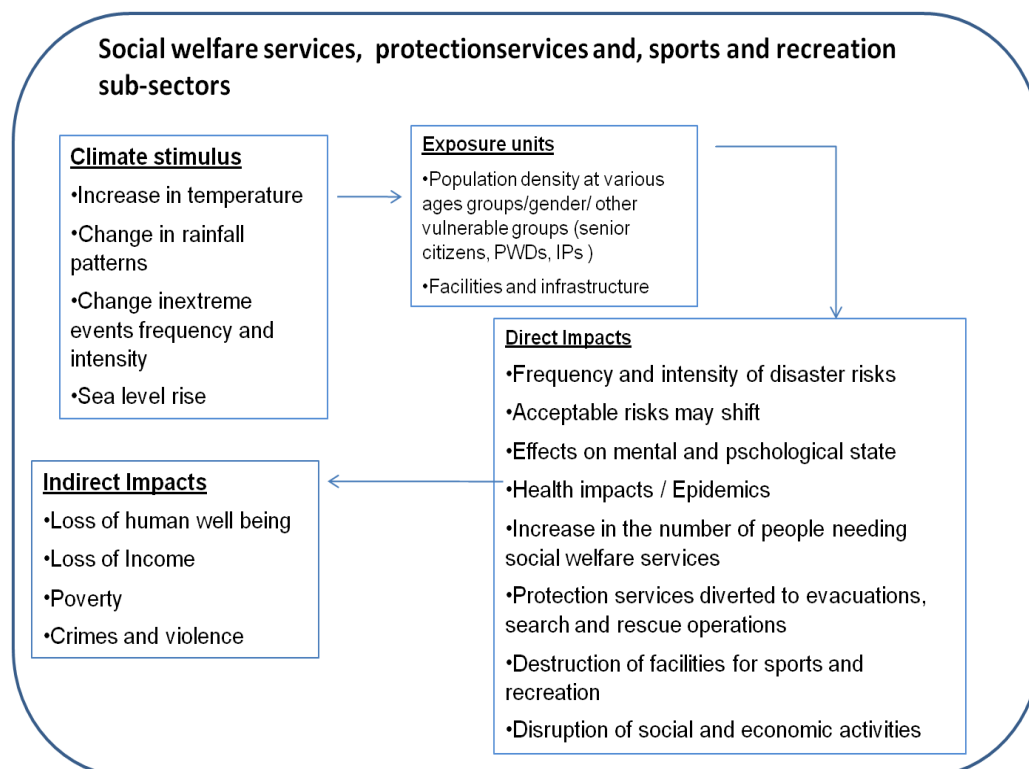 Social welfare services,  protectionservices and, sports and recreation
sub-sectors
Climate stimulus
•Increase in temperature
•Change in rainfall
patterns
•Change inextreme
events frequency and
intensity
•Sea level rise
Exposure units
•Population density at various
ages groups/gender/ other
vulnerable groups (senior
citizens, PWDs, IPs )
•Facilities and infrastructure
Direct Impacts
•Frequency and intensity of disaster risks
•Acceptable risks may shift
•Effects on mental and pschological state
•Health impacts / Epidemics
•Increase in the number of people needing
social welfare services
•Protection services diverted to evacuations,
search and rescue operations
•Destruction of facilities for sports and
recreation
•Disruption of social and economic activities
Indirect Impacts
•Loss of human well being
•Loss of Income
•Poverty
•Crimes and violence